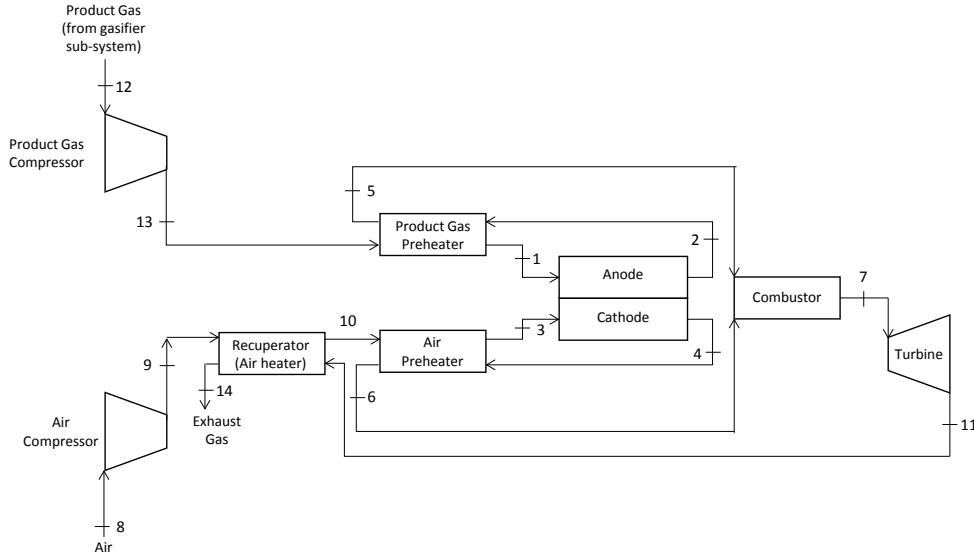 Product Gas
(from gasifier
sub-system)
12
Product Gas
Compressor
13
5
Product Gas
Preheater
2
1
Anode
Cathode
7
Combustor
Turbine
10
3
4
Recuperator
(Air heater)
Air
Preheater
9
14
6
Exhaust
Gas
Air
Compressor
11
8
Air